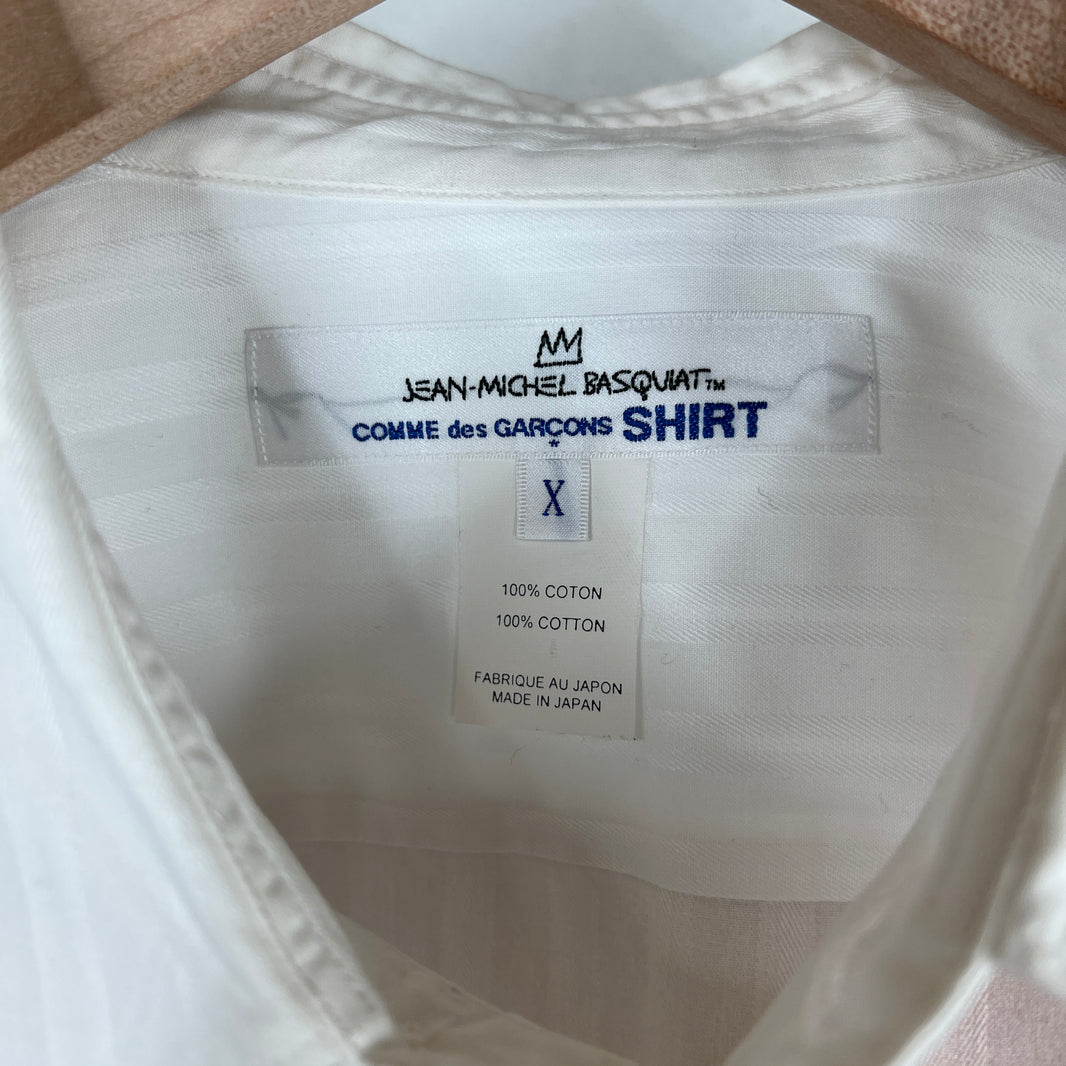 JEAN-MICHEL BASQUIAT™
COMME des GARÇONS SHIRT
*
X
100% COTON
100% COTTON
FABRIQUE AU JAPON
MADE IN JAPAN